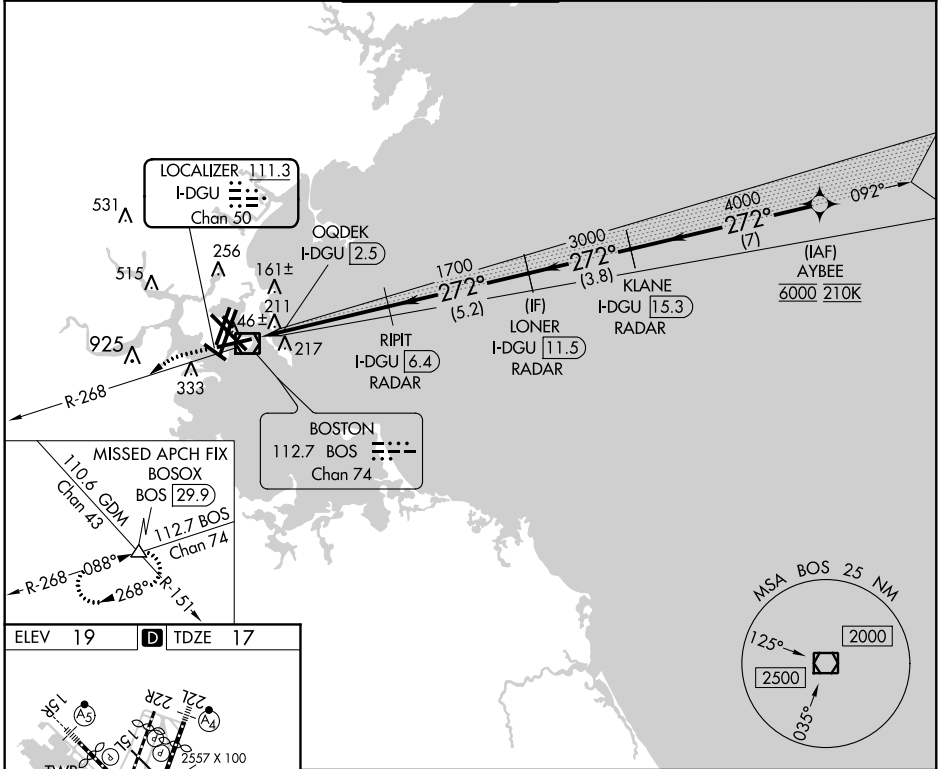 LOCALIZER 111.3
I-DGU
Chan 50
531
515
256
161±
211
46±
217
925
333
R-268
OQDEK
I-DGU 2.5
1700
272°
(5.2)
RIPIT
I-DGU 6.4
RADAR
(IF)
LONER
I-DGU 11.5
RADAR
3000
272°
(3.8)
KLANE
I-DGU 15.3
RADAR
4000
272°
(7)
092°
(IAF)
AYBEE
6000 210K
BOSTON
112.7 BOS
Chan 74
MISSED APCH FIX
BOSOX
BOS 29.9
110.6 GDM
Chan 43
112.7 BOS
Chan 74
R-268
088°
268°
R-151
MSA BOS 25 NM
125°
2000
2500
035°
ELEV 19
D
TDZE 17
15R
A5
15L
22R
22L
A4
P
P
2557 X 100
TWR